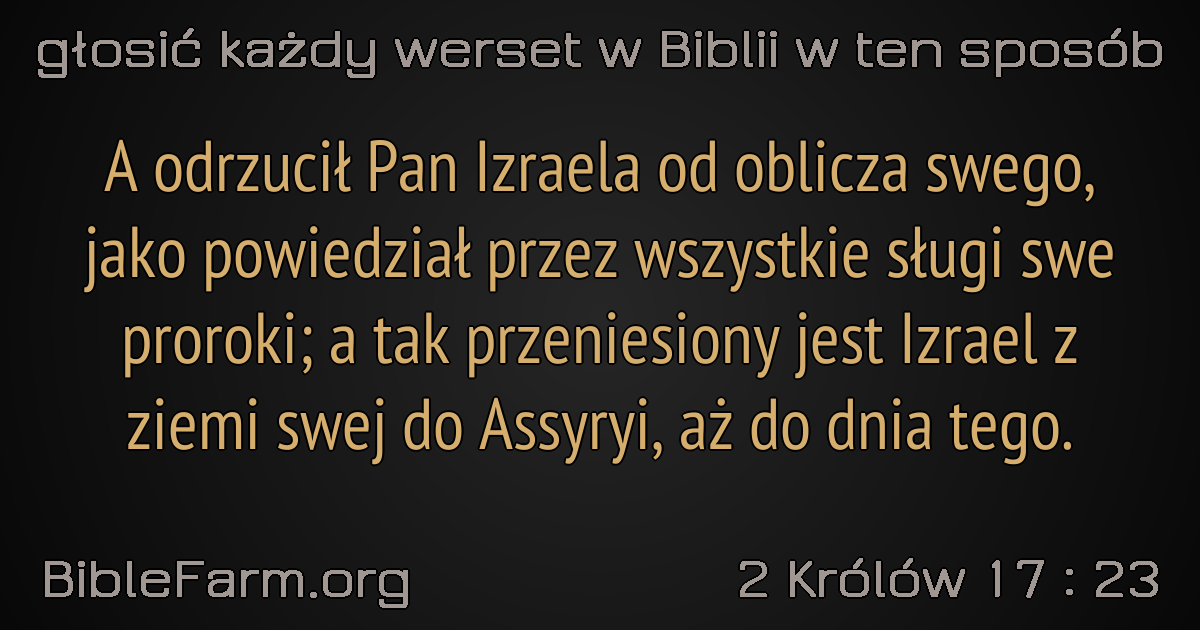 głosić każdy werset w Biblii w ten sposób
A odrzucił Pan Izraela od oblicza swego,
jako powiedział przez wszystkie sługi swe
proroki; a tak przeniesiony jest Izrael z
ziemi swej do Assyryi, aż do dnia tego.
BibleFarm.org
2 Królów 17 : 23